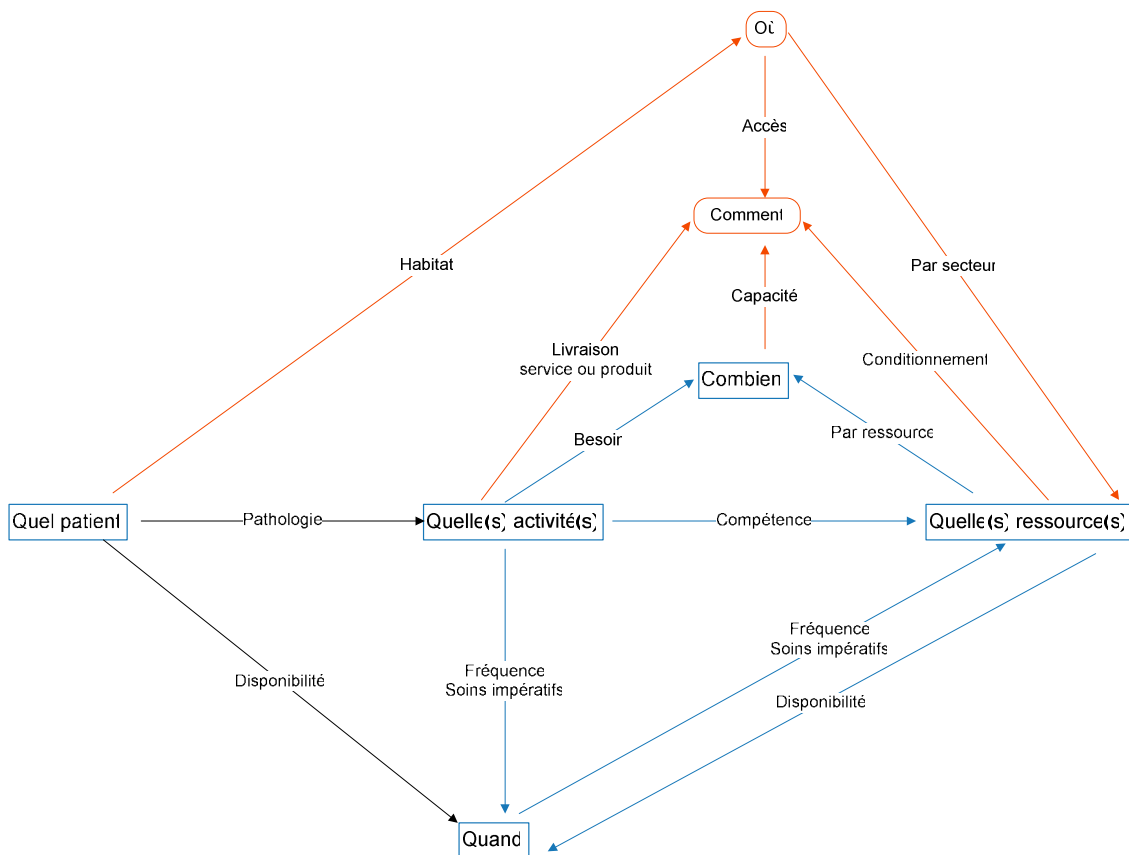 Où
Accès
Comment
Habitat
Par secteur
Capacité
Livraison
service ou produit
Conditionnement
Combien
Besoin
Par ressource
Quel patient
Pathologie
Quelle(s) activité(s)
Compétence
Quelle(s) ressource(s)
Fréquence
Soins impératifs
Fréquence
Soins impératifs
Disponibilité
Disponibilité
Quand